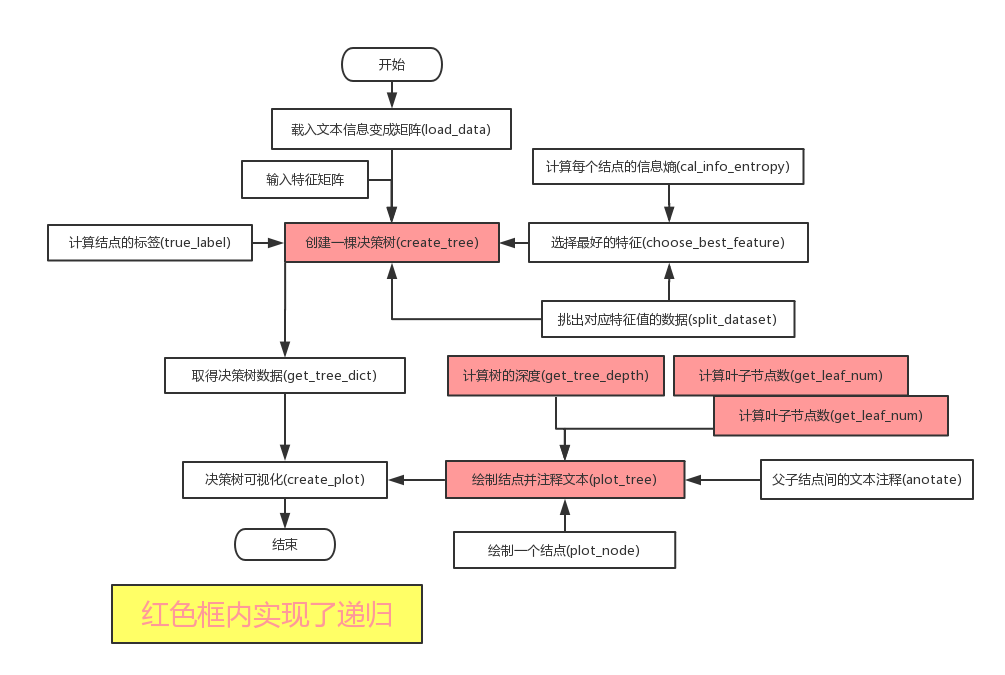 开始
载入文本信息变成矩阵(load_data)
输入特征矩阵
计算每个结点的信息熵(cal_info_entropy)
计算结点的标签(true_label)
创建一棵决策树(create_tree)
选择最好的特征(choose_best_feature)
挑出对应特征值的数据(split_dataset)
取得决策树数据(get_tree_dict)
计算树的深度(get_tree_depth)
计算叶子节点数(get_leaf_num)
计算叶子节点数(get_leaf_num)
决策树可视化(create_plot)
绘制结点并注释文本(plot_tree)
父子结点间的文本注释(anotate)
结束
绘制一个结点(plot_node)
红色框内实现了递归